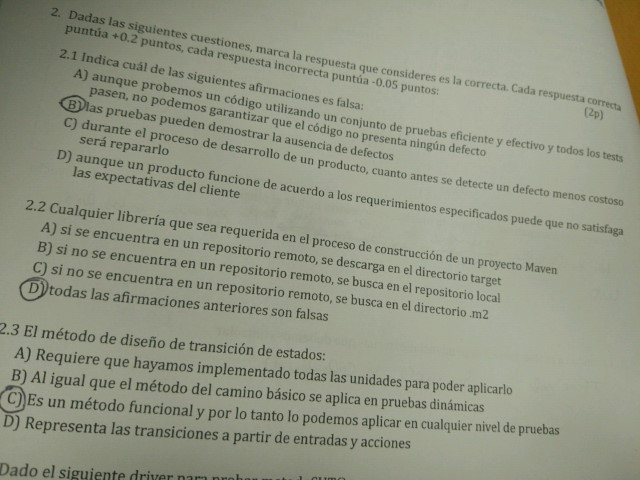 2. Dadas las siguientes cuestiones, marca la respuesta que consideres es la correcta. Cada respuesta correcta
puntúa +0.2 puntos, cada respuesta incorrecta puntúa -0.05 puntos:
(2p)
2.1 Indica cuál de las siguientes afirmaciones es falsa:
A) aunque probemos un código utilizando un conjunto de pruebas eficiente y efectivo y todos los tests
pasen, no podemos garantizar que el código no presenta ningún defecto
B) las pruebas pueden demostrar la ausencia de defectos
C) durante el proceso de desarrollo de un producto, cuanto antes se detecte un defecto menos costoso
será repararlo
D) aunque un producto funcione de acuerdo a los requerimientos especificados puede que no satisfaga
las expectativas del cliente
2.2 Cualquier librería que sea requerida en el proceso de construcción de un proyecto Maven
A) si se encuentra en un repositorio remoto, se descarga en el directorio target
B) si no se encuentra en un repositorio remoto, se busca en el repositorio local
C) si no se encuentra en un repositorio remoto, se busca en el directorio .m2
D) todas las afirmaciones anteriores son falsas
2.3 El método de diseño de transición de estados:
A) Requiere que hayamos implementado todas las unidades para poder aplicarlo
B) Al igual que el método del camino básico se aplica en pruebas dinámicas
C) Es un método funcional y por lo tanto lo podemos aplicar en cualquier nivel de pruebas
D) Representa las transiciones a partir de entradas y acciones
Dado el siguiente driver para probar